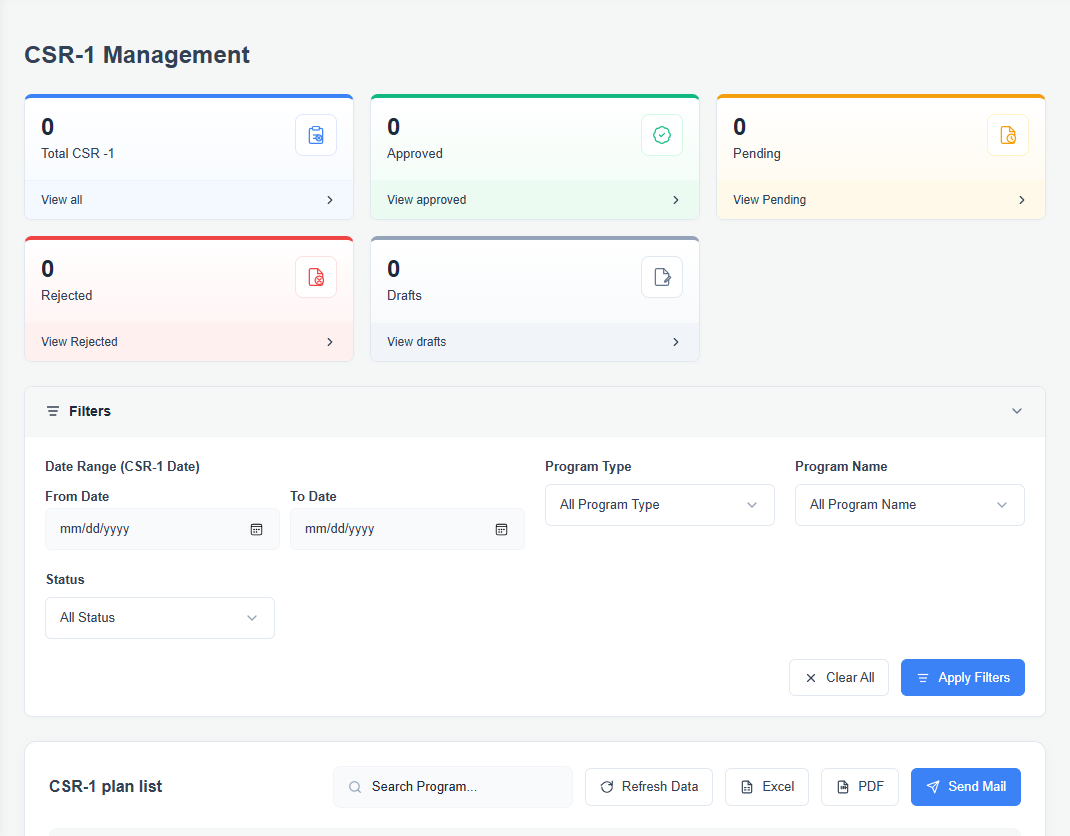 CSR-1 Management
0
Total CSR -1
View all
0
Approved
View approved
0
Pending
View Pending
0
Rejected
View Rejected
0
Drafts
View drafts
Filters
Date Range (CSR-1 Date)
From Date
mm/dd/yyyy
To Date
mm/dd/yyyy
Program Type
All Program Type
Program Name
All Program Name
Status
All Status
Clear All
Apply Filters
CSR-1 plan list
Search Program...
Refresh Data
Excel
PDF
Send Mail